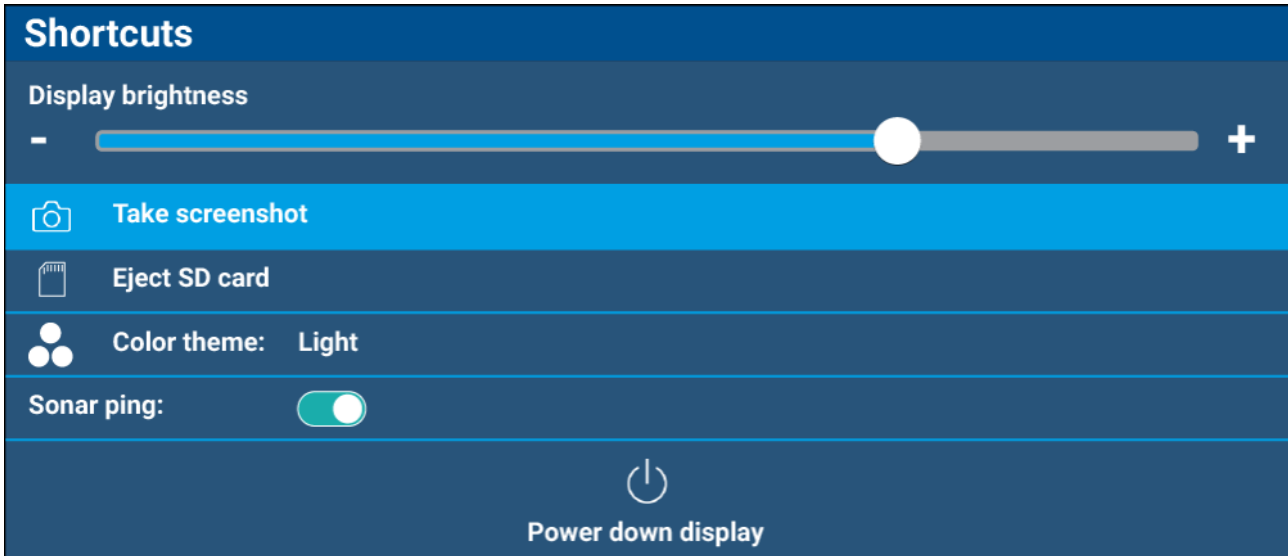 Shortcuts
Display brightness
- +
Take screenshot
Eject SD card
Color theme: Light
Sonar ping:
Power down display